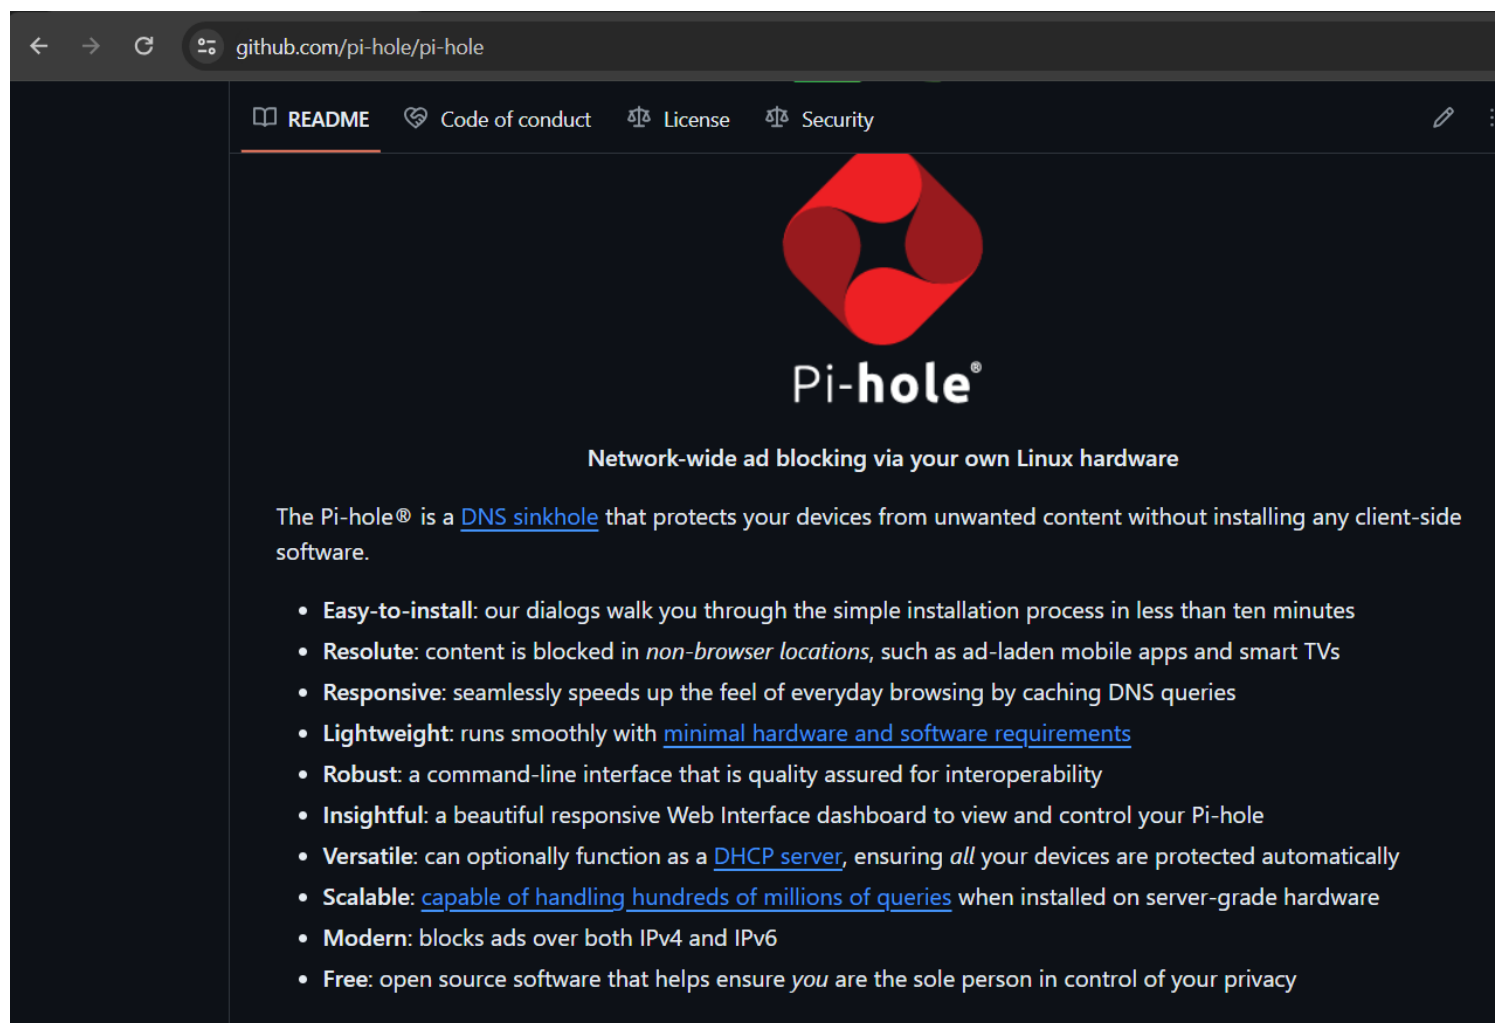 github.com/pi-hole/pi-hole
README Code of conduct License Security
Pi-hole®
Network-wide ad blocking via your own Linux hardware
The Pi-hole® is a DNS sinkhole that protects your devices from unwanted content without installing any client-side
software.
• Easy-to-install: our dialogs walk you through the simple installation process in less than ten minutes
• Resolute: content is blocked in non-browser locations, such as ad-laden mobile apps and smart TVs
• Responsive: seamlessly speeds up the feel of everyday browsing by caching DNS queries
• Lightweight: runs smoothly with minimal hardware and software requirements
• Robust: a command-line interface that is quality assured for interoperability
• Insightful: a beautiful responsive Web Interface dashboard to view and control your Pi-hole
• Versatile: can optionally function as a DHCP server, ensuring all your devices are protected automatically
• Scalable: capable of handling hundreds of millions of queries when installed on server-grade hardware
• Modern: blocks ads over both IPv4 and IPv6
• Free: open source software that helps ensure you are the sole person in control of your privacy